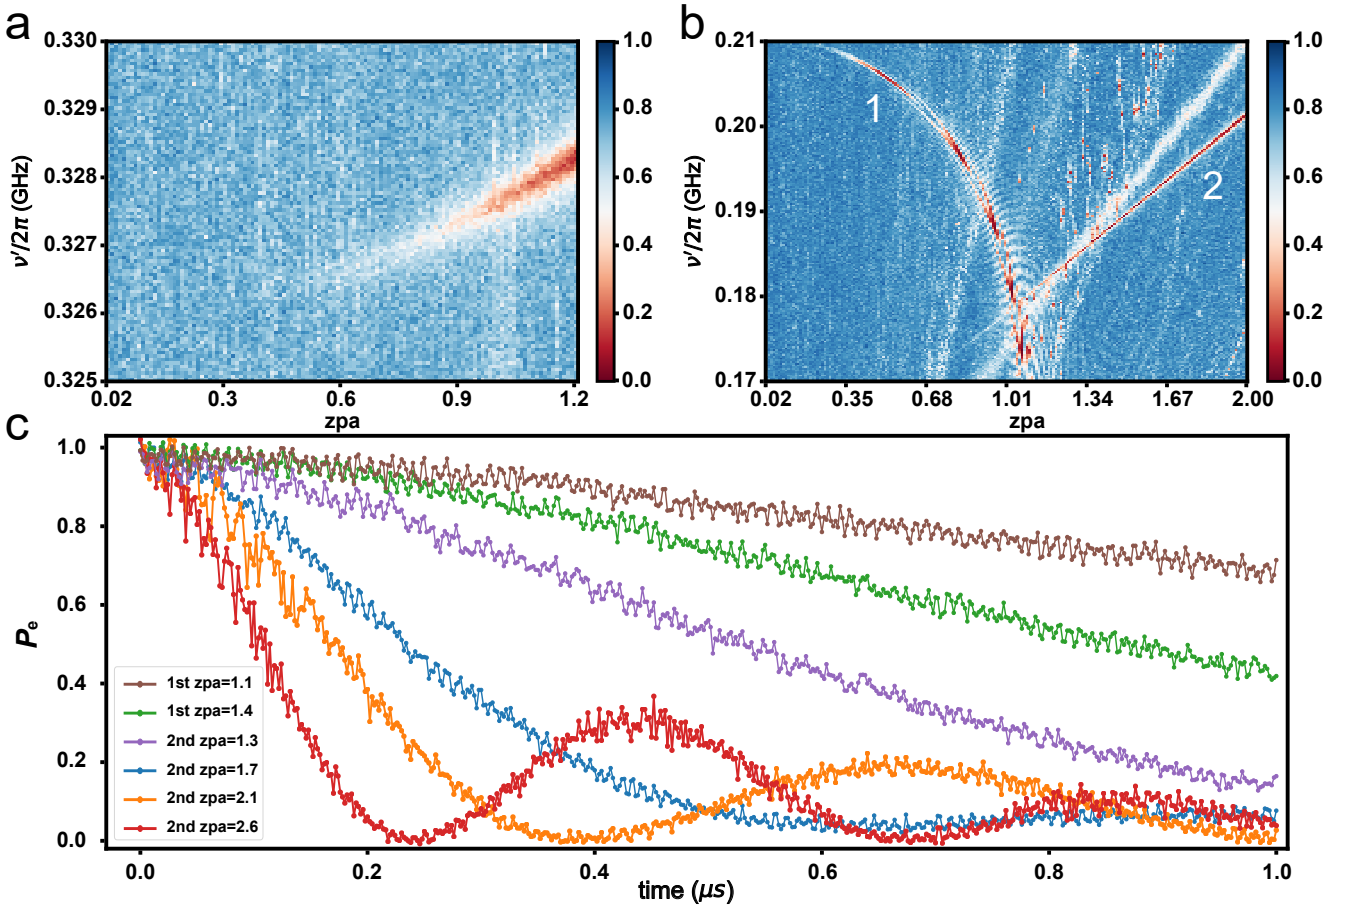 a
0.330
0.329
0.328
0.327
0.326
0.325
ν′/2π (GHz)
0.02 0.3 0.6 0.9 1.2
zpa
1.0
0.8
0.6
0.4
0.2
0.0
b
0.21
0.20
0.19
0.18
0.17
ν′/2π (GHz)
1
2
0.02 0.35 0.68 1.01 1.34 1.67 2.00
zpa
1.0
0.8
0.6
0.4
0.2
0.0
c
1.0
0.8
0.6
0.4
0.2
0.0
Pe
1st zpa=1.1
1st zpa=1.4
2nd zpa=1.3
2nd zpa=1.7
2nd zpa=2.1
2nd zpa=2.6
0.0 0.2 0.4 0.6 0.8 1.0
time (μs)